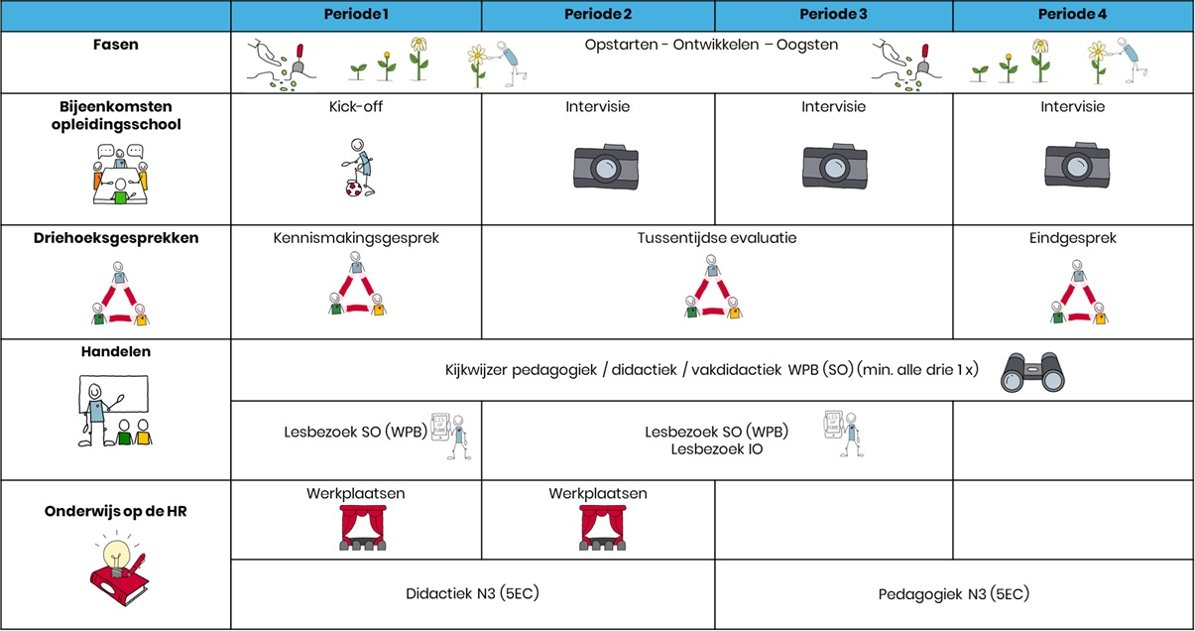 Periode 1 Periode 2 Periode 3 Periode 4
Fasen
Opstarten - Ontwikkelen – Oogsten
Bijeenkomsten
opleidingsschool
Kick-off Intervisie Intervisie Intervisie
Driehoeksgesprekken
Kennismakingsgesprek Tussentijdse evaluatie Eindgesprek
Handelen
Kijkwijzer pedagogiek / didactiek / vakdidactiek WPB (SO) (min. alle drie 1 x)
Lesbezoek SO (WPB)
Lesbezoek SO (WPB)
Lesbezoek IO
Onderwijs op de HR
Werkplaatsen Werkplaatsen
Didactiek N3 (5EC) Pedagogiek N3 (5EC)